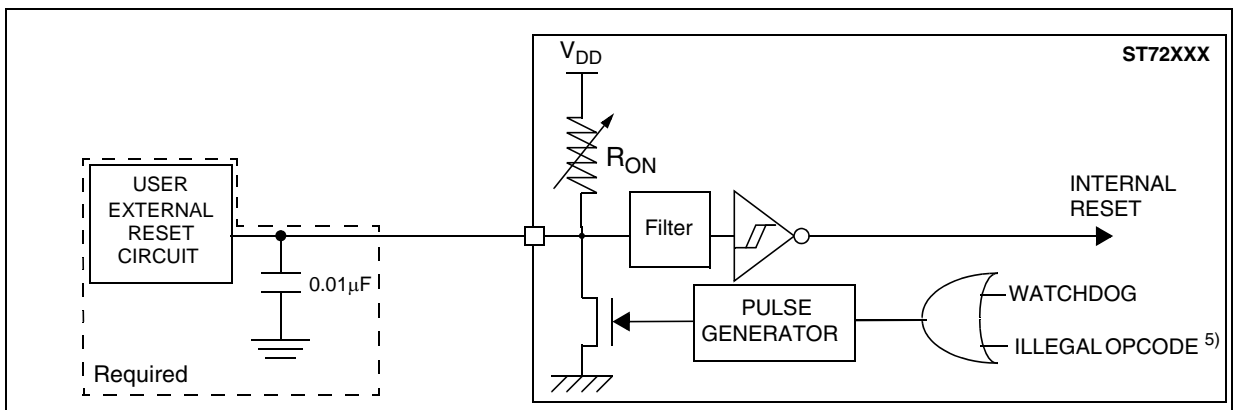 V_DD
ST72XXX
R_ON
USER
EXTERNAL
RESET
CIRCUIT
0.01μF
Required
Filter
INTERNAL
RESET
PULSE
GENERATOR
WATCHDOG
ILLEGAL OPCODE 5)